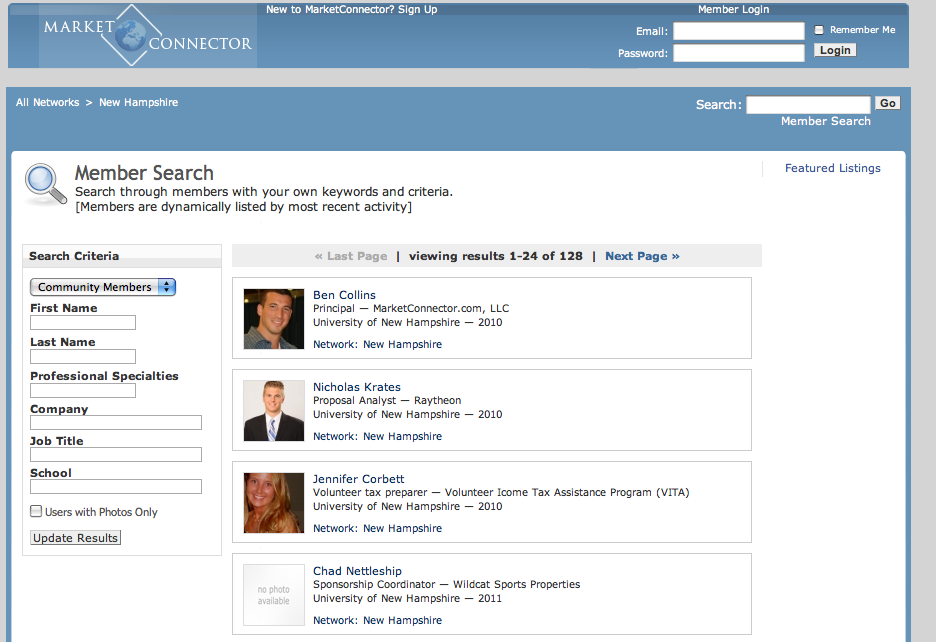 MARKET CONNECTOR
New to MarketConnector? Sign Up
Member Login
Email:
Remember Me
Password:
Login
All Networks > New Hampshire
Search:
Go
Member Search
Member Search
Search through members with your own keywords and criteria.
[Members are dynamically listed by most recent activity]
Featured Listings
Search Criteria
Community Members
First Name
Last Name
Professional Specialties
Company
Job Title
School
Users with Photos Only
Update Results
« Last Page | viewing results 1-24 of 128 | Next Page »
Ben Collins
Principal — MarketConnector.com, LLC
University of New Hampshire — 2010
Network: New Hampshire
Nicholas Krates
Proposal Analyst — Raytheon
University of New Hampshire — 2010
Network: New Hampshire
Jennifer Corbett
Volunteer tax preparer — Volunteer Icome Tax Assistance Program (VITA)
University of New Hampshire — 2010
Network: New Hampshire
no photo
available
Chad Nettleship
Sponsorship Coordinator — Wildcat Sports Properties
University of New Hampshire — 2011
Network: New Hampshire